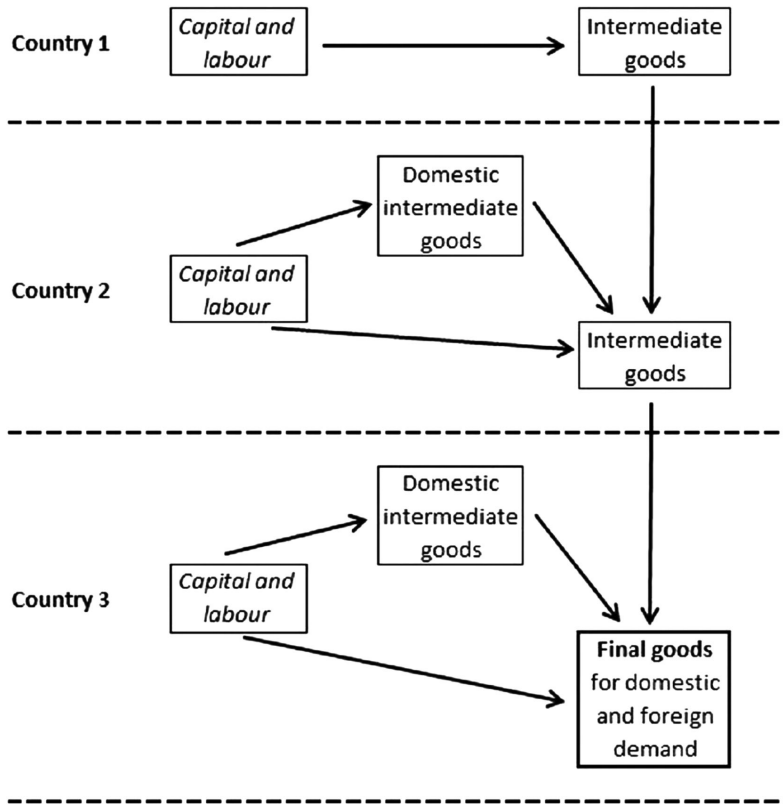 Country 1
Capital and
labour
Intermediate
goods
Country 2
Domestic
intermediate
goods
Capital and
labour
Intermediate
goods
Country 3
Domestic
intermediate
goods
Capital and
labour
Final goods
for domestic
and foreign
demand